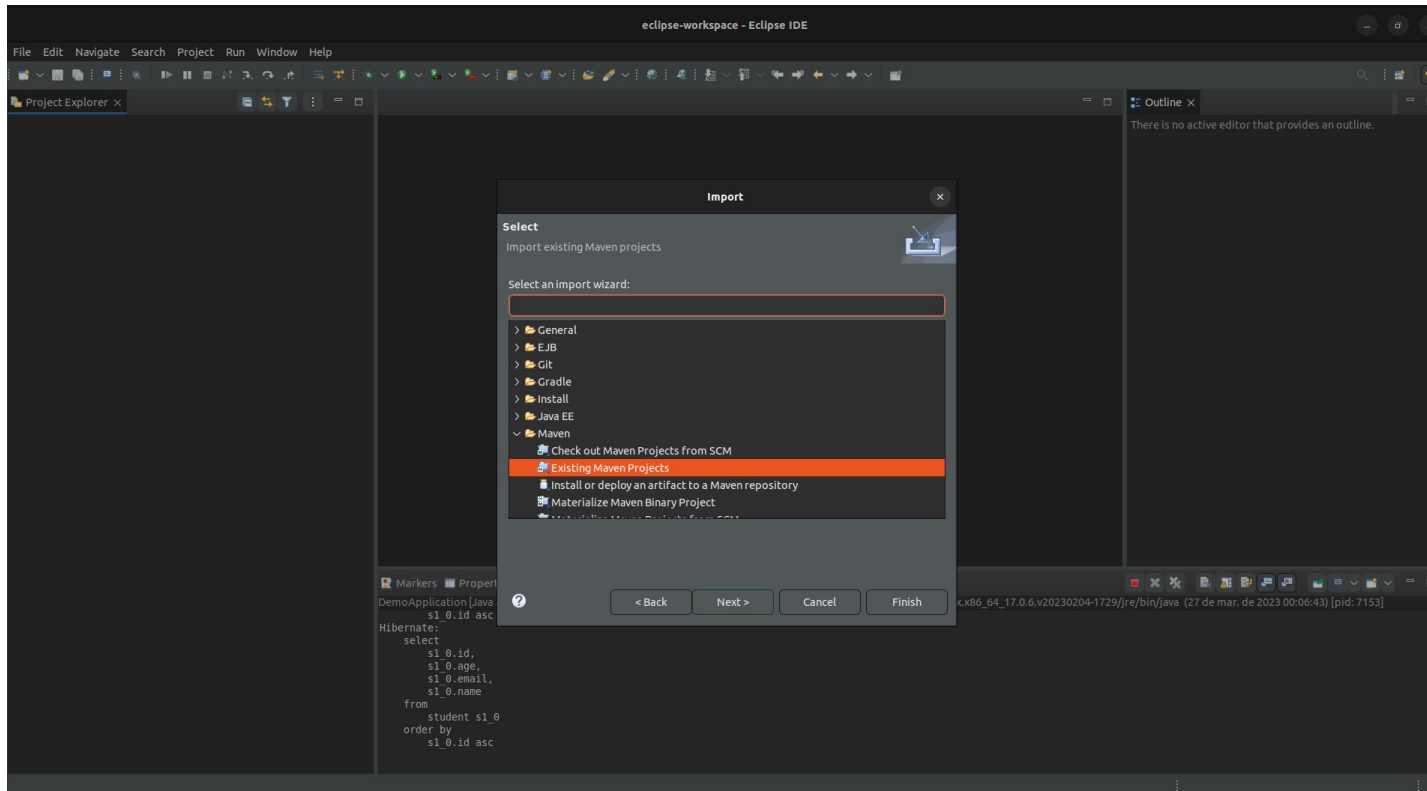 eclipse-workspace - Eclipse IDE
File Edit Navigate Search Project Run Window Help
Project Explorer
Outline
There is no active editor that provides an outline.
Import
Select
Import existing Maven projects
Select an import wizard:
General
EJB
Git
Gradle
Install
Java EE
Maven
Check out Maven Projects from SCM
Existing Maven Projects
Install or deploy an artifact to a Maven repository
Materialize Maven Binary Project
< Back Next > Cancel Finish
Markers Propert
DemoApplication [Java x.x86_64_17.0.6.v20230204-1729/jre/bin/java (27 de mar. de 2023 00:06:43) [pid: 7153]
s1_0.id asc
Hibernate:
select
s1_0.id,
s1_0.age,
s1_0.email,
s1_0.name
from
student s1_0
order by
s1_0.id asc